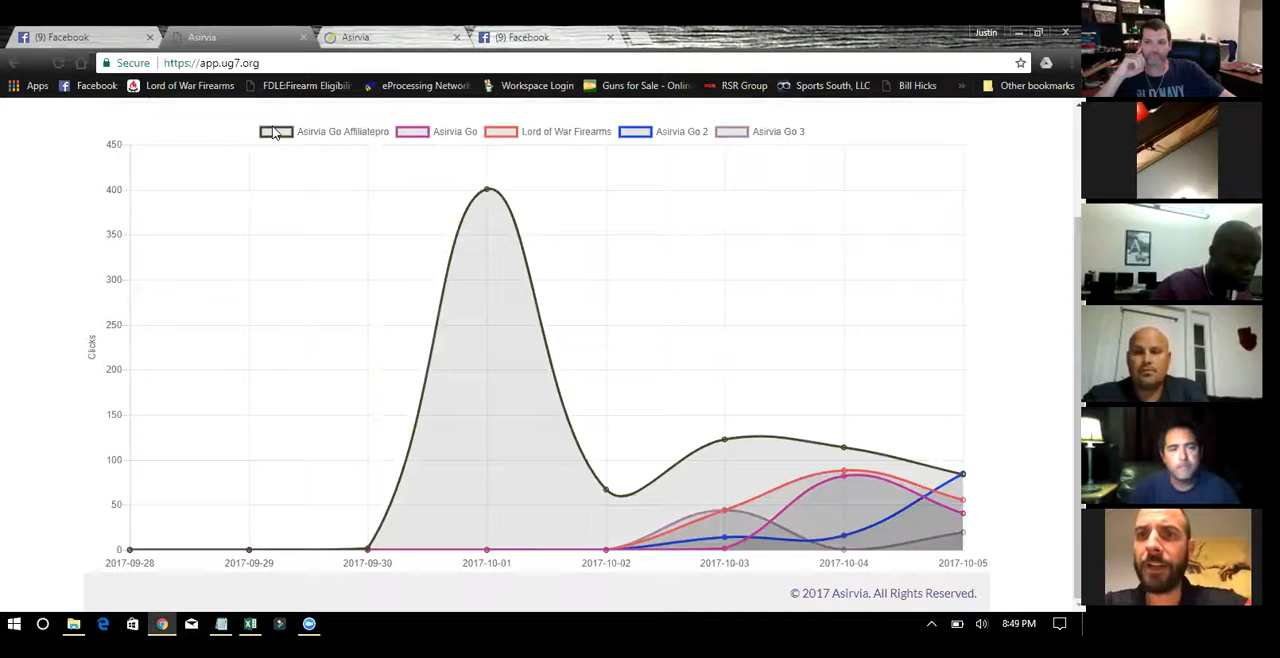 (9) Facebook
Asirvia
Asirvia
(9) Facebook
Justin
Secure
https://app.ug7.org
Apps
Facebook
Lord of War Firearms
FDLE:Firearm Eligibili
eProcessing Network
Workspace Login
Guns for Sale - Onlin
RSR Group
Sports South, LLC
Bill Hicks
»
Other bookmarks
Asirvia Go Affiliatepro
Asirvia Go
Lord of War Firearms
Asirvia Go 2
Asirvia Go 3
450
400
350
300
250
200
150
100
50
0
Clicks
2017-09-28
2017-09-29
2017-09-30
2017-10-01
2017-10-02
2017-10-03
2017-10-04
2017-10-05
© 2017 Asirvia. All Rights Reserved.
8:49 PM
OLD NAVY